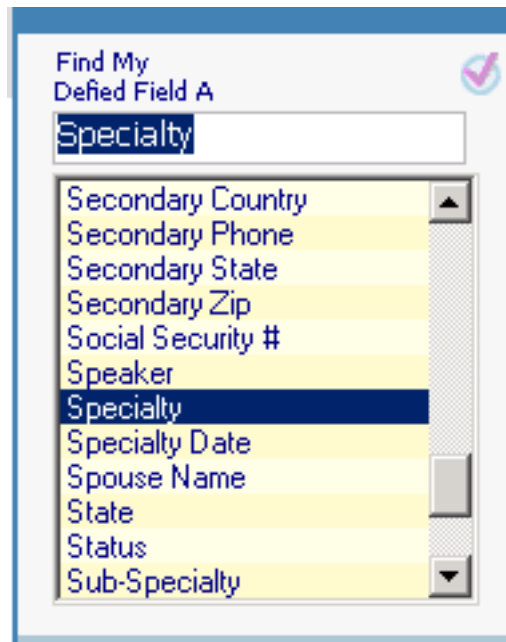 Find My
Defied Field A
Specialty
Secondary Country
Secondary Phone
Secondary State
Secondary Zip
Social Security #
Speaker
Specialty
Specialty Date
Spouse Name
State
Status
Sub-Specialty